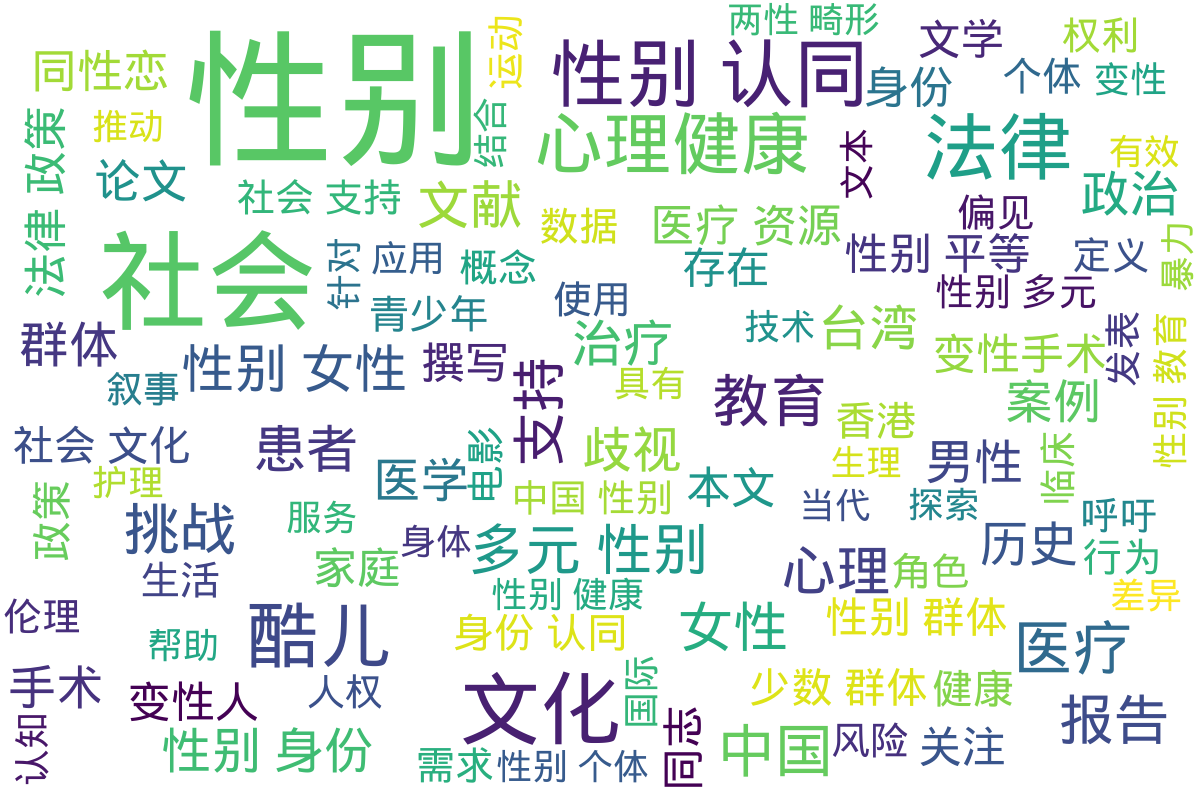 两性 畸形
同性恋
性别
运动
性别 认同
文学
权利
身份
个体
变性
推动
结合
心理健康
法律
有效
法律 政策
论文
社会 支持
文献
文本
政治
数据
医疗 资源
偏见
社会
针对
应用
概念
存在
性别 平等
定义
暴力
青少年
使用
性别 多元
群体
治疗
技术
台湾
发表
性别 教育
性别 女性
撰写
变性手术
叙事
支持
具有
教育
案例
社会 文化
患者
电影
歧视
香港
护理
医学
生理
男性
临床
政策
中国 性别
本文
挑战
服务
当代
探索
呼吁
身体
多元 性别
历史
行为
生活
家庭
心理
角色
伦理
性别 健康
差异
帮助
酷儿
身份 认同
女性
性别 群体
医疗
手术
变性人
人权
文化
国际
少数 群体
健康
认知
性别 身份
同志
中国
风险
关注
报告
需求
性别 个体